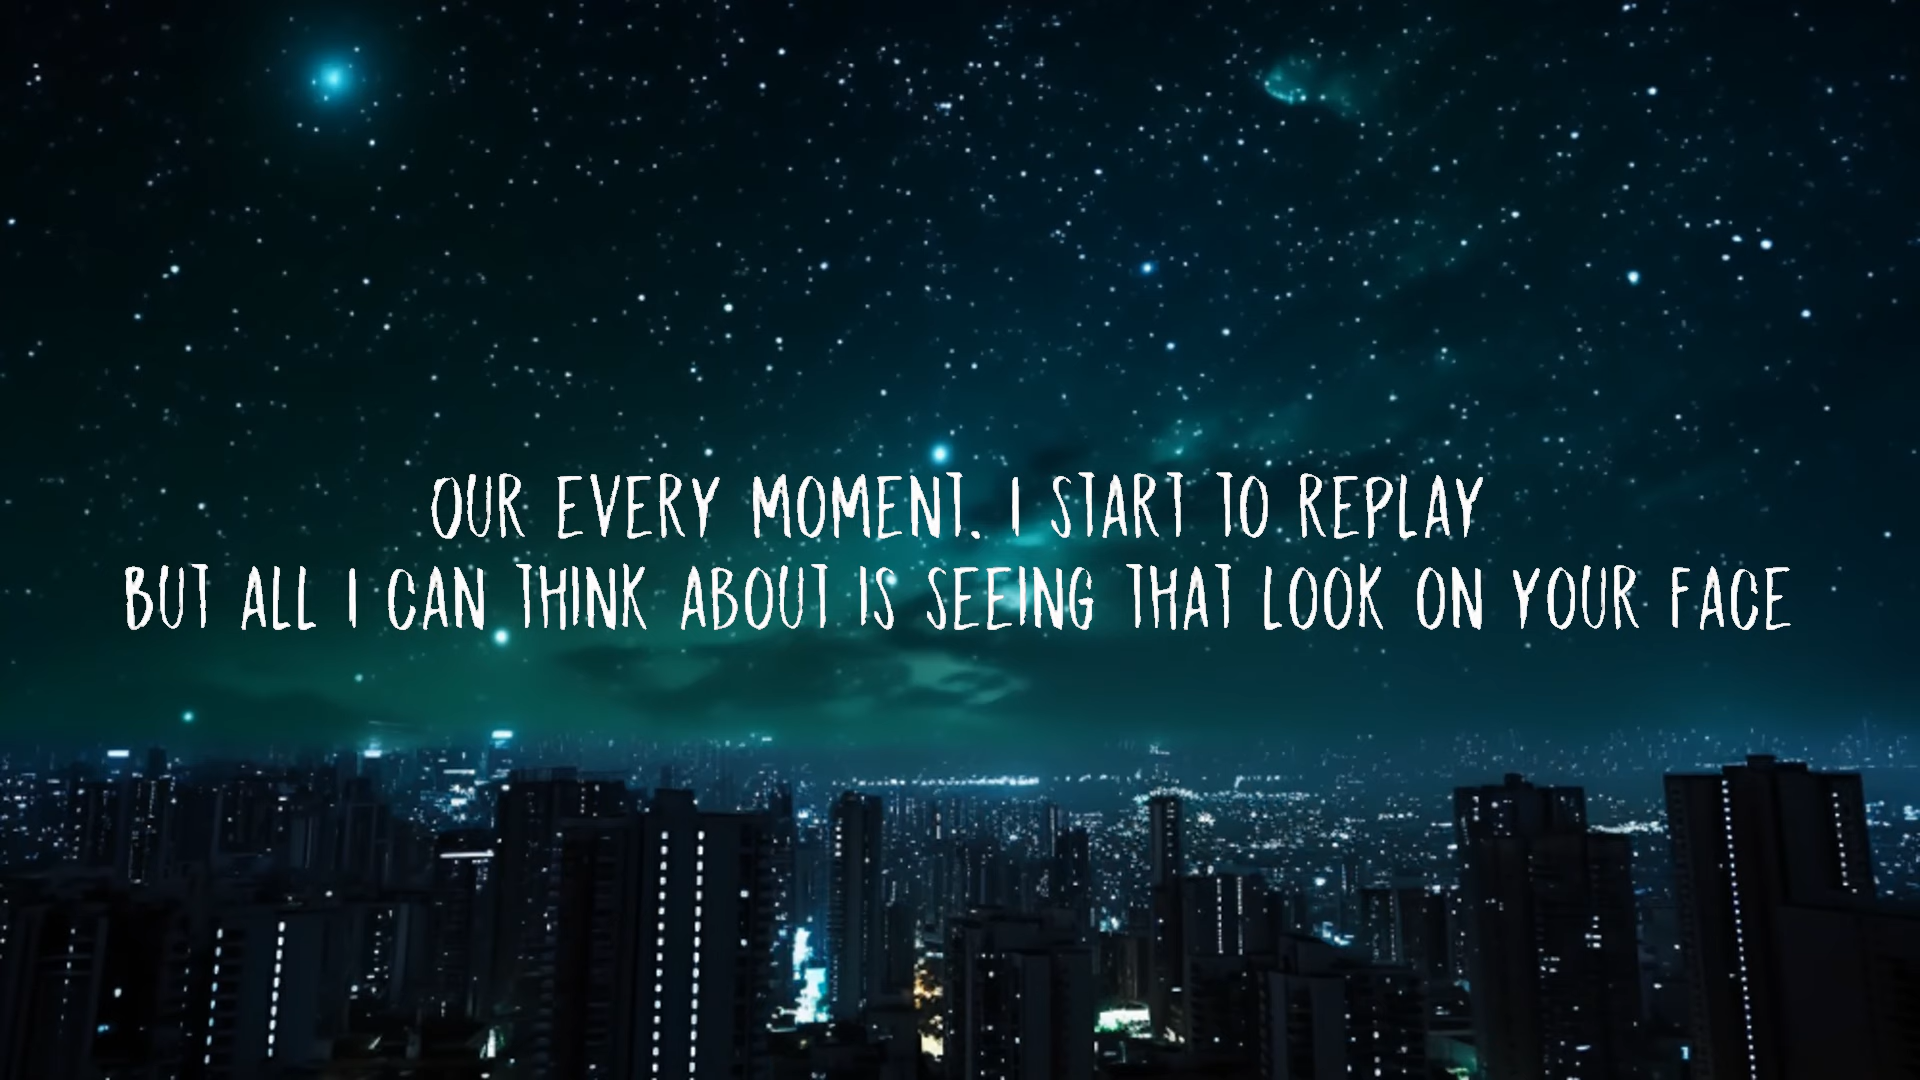 OUR EVERY MOMENT. I START TO REPLAY
BUT ALL I CAN THINK ABOUT IS SEEING THAT LOOK ON YOUR FACE